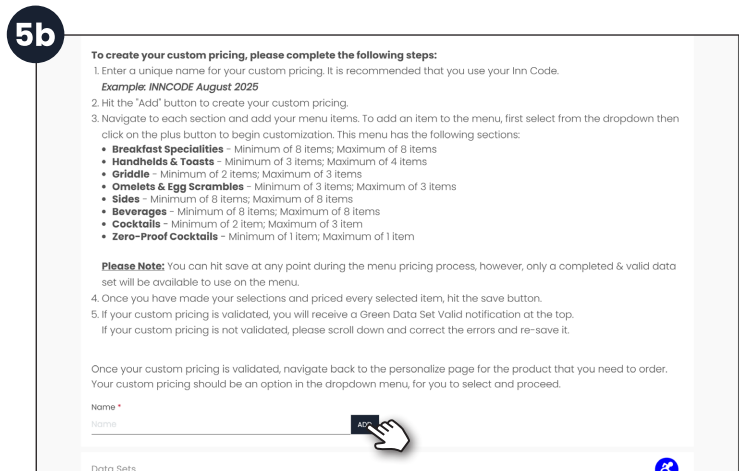 5b
To create your custom pricing, please complete the following steps:
1. Enter a unique name for your custom pricing. It is recommended that you use your Inn Code.
Example: INNCODE August 2025
2. Hit the "Add" button to create your custom pricing.
3. Navigate to each section and add your menu items. To add an item to the menu, first select from the dropdown then
click on the plus button to begin customization. This menu has the following sections:
• Breakfast Specialities - Minimum of 8 items; Maximum of 8 items
• Handhelds & Toasts - Minimum of 3 items; Maximum of 4 items
• Griddle - Minimum of 2 items; Maximum of 3 items
• Omelets & Egg Scrambles - Minimum of 3 items; Maximum of 3 items
• Sides - Minimum of 8 items; Maximum of 8 items
• Beverages - Minimum of 8 items; Maximum of 8 items
• Cocktails - Minimum of 2 item; Maximum of 3 item
• Zero-Proof Cocktails - Minimum of 1 item; Maximum of 1 item
Please Note: You can hit save at any point during the menu pricing process, however, only a completed & valid data
set will be available to use on the menu.
4. Once you have made your selections and priced every selected item, hit the save button.
5. If your custom pricing is validated, you will receive a Green Data Set Valid notification at the top.
If your custom pricing is not validated, please scroll down and correct the errors and re-save it.
Once your custom pricing is validated, navigate back to the personalize page for the product that you need to order.
Your custom pricing should be an option in the dropdown menu, for you to select and proceed.
Name *
Name
ADD
Data Sets